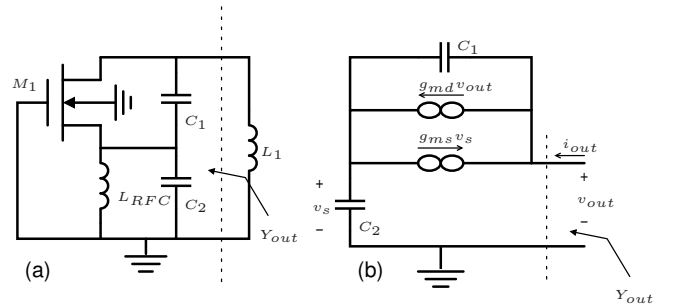 M1
C1
L1
LRFC
C2
Yout
(a)
C1
gmdvout
gmsvs
iout
+
vs
-
C2
+
vout
-
Yout
(b)